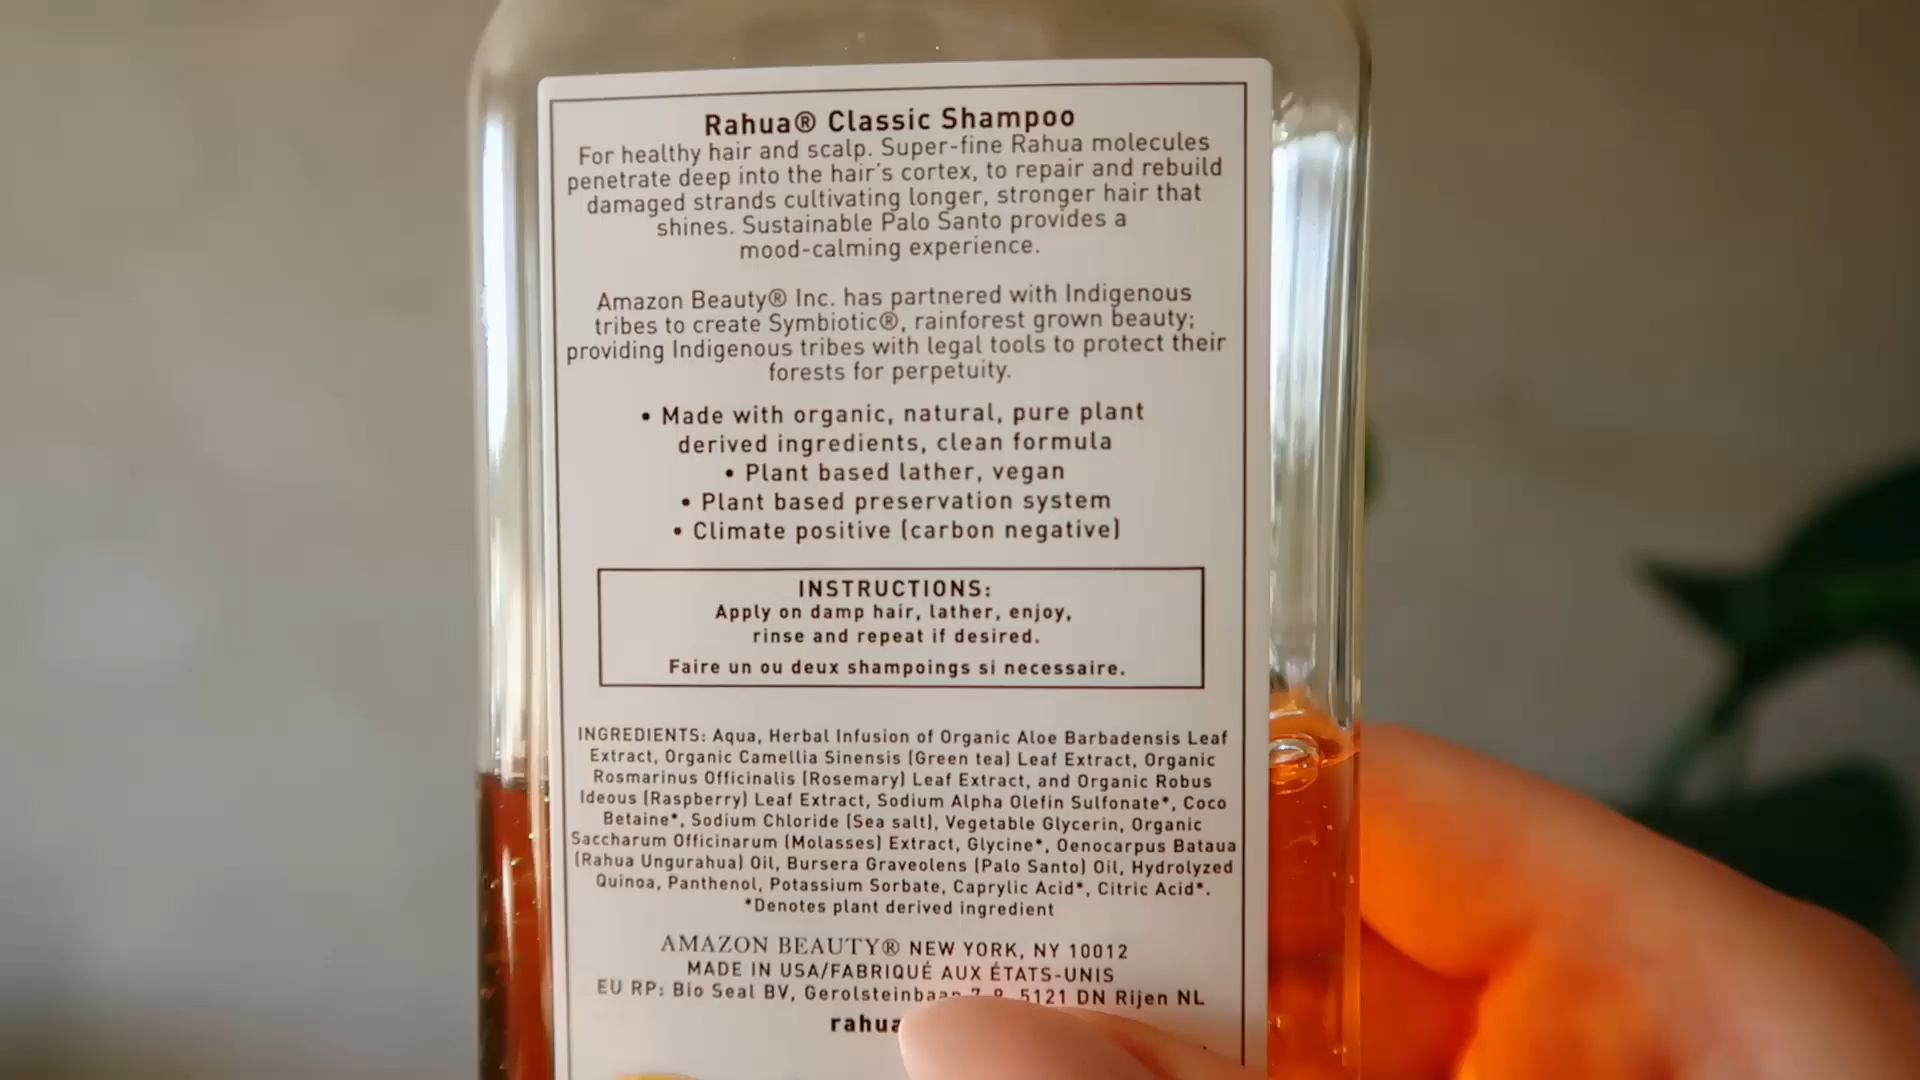 Rahua® Classic Shampoo
For healthy hair and scalp. Super-fine Rahua molecules
penetrate deep into the hair's cortex, to repair and rebuild
damaged strands cultivating longer, stronger hair that
shines. Sustainable Palo Santo provides a
mood-calming experience.
Amazon Beauty® Inc. has partnered with Indigenous
tribes to create Symbiotic®, rainforest grown beauty;
providing Indigenous tribes with legal tools to protect their
forests for perpetuity.
• Made with organic, natural, pure plant
derived ingredients, clean formula
• Plant based lather, vegan
• Plant based preservation system
• Climate positive (carbon negative)
INSTRUCTIONS:
Apply on damp hair, lather, enjoy,
rinse and repeat if desired.
Faire un ou deux shampoings si necessaire.
INGREDIENTS: Aqua, Herbal Infusion of Organic Aloe Barbadensis Leaf
Extract, Organic Camellia Sinensis (Green tea) Leaf Extract, Organic
Rosmarinus Officinalis (Rosemary) Leaf Extract, and Organic Robus
Ideous (Raspberry) Leaf Extract, Sodium Alpha Olefin Sulfonate*, Coco
Betaine*, Sodium Chloride (Sea salt), Vegetable Glycerin, Organic
Saccharum Officinarum (Molasses) Extract, Glycine*, Oenocarpus Bataua
(Rahua Ungurahua) Oil, Bursera Graveolens (Palo Santo) Oil, Hydrolyzed
Quinoa, Panthenol, Potassium Sorbate, Caprylic Acid*, Citric Acid*.
*Denotes plant derived ingredient
AMAZON BEAUTY® NEW YORK, NY 10012
MADE IN USA/FABRIQUÉ AUX ÉTATS-UNIS
EU RP: Bio Seal BV, 5121 DN Rijen NL
rahua